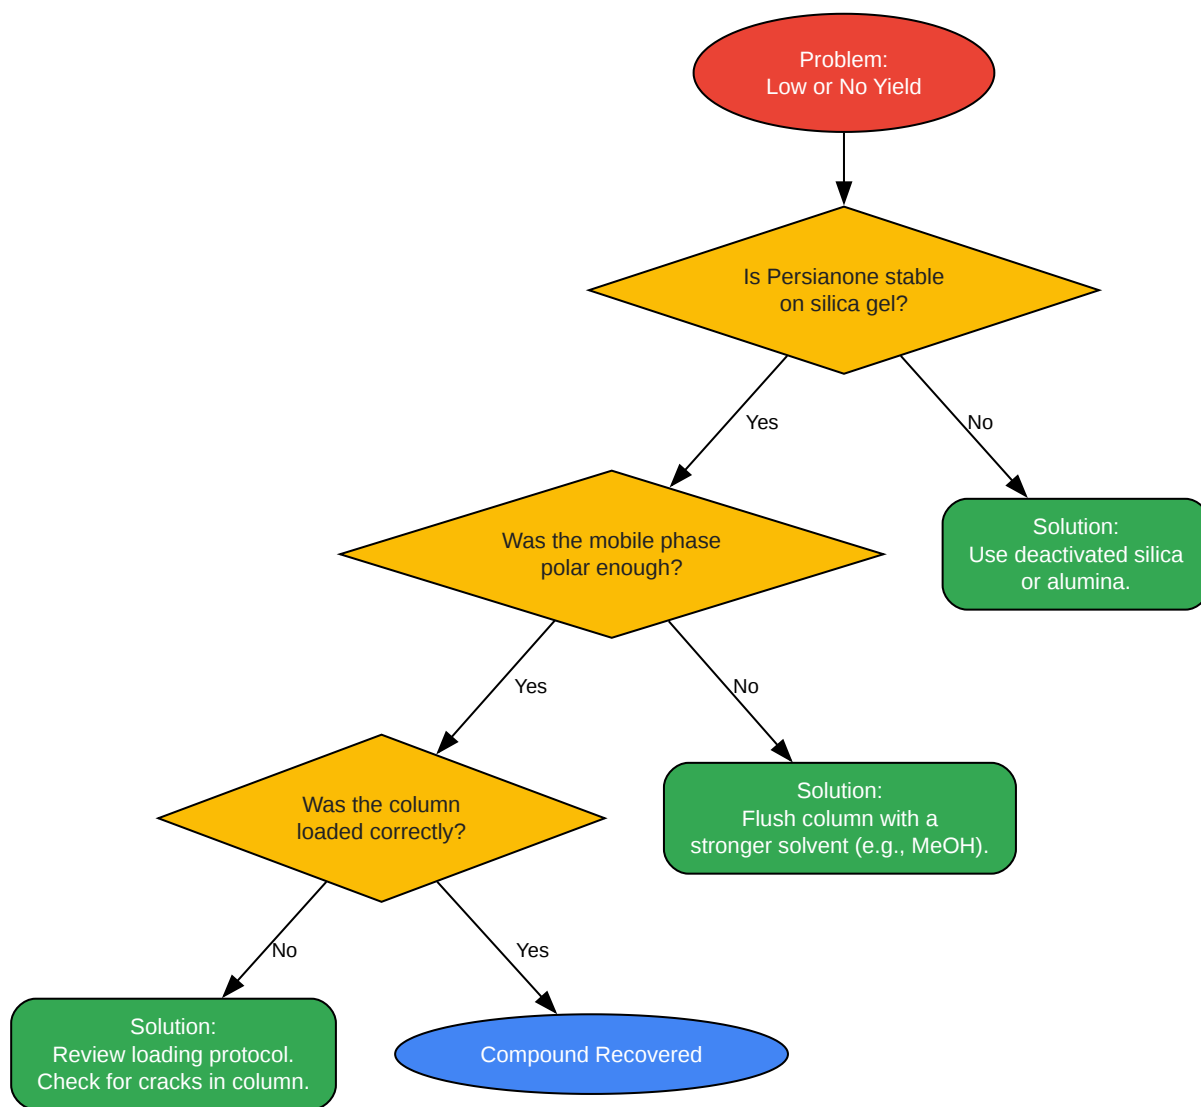 Problem:
Low or No Yield
Is Persianone stable
on silica gel?
Yes
No
Was the mobile phase
polar enough?
Solution:
Use deactivated silica
or alumina.
Yes
No
Was the column
loaded correctly?
Solution:
Flush column with a
stronger solvent (e.g., MeOH).
No
Yes
Solution:
Review loading protocol.
Check for cracks in column.
Compound Recovered